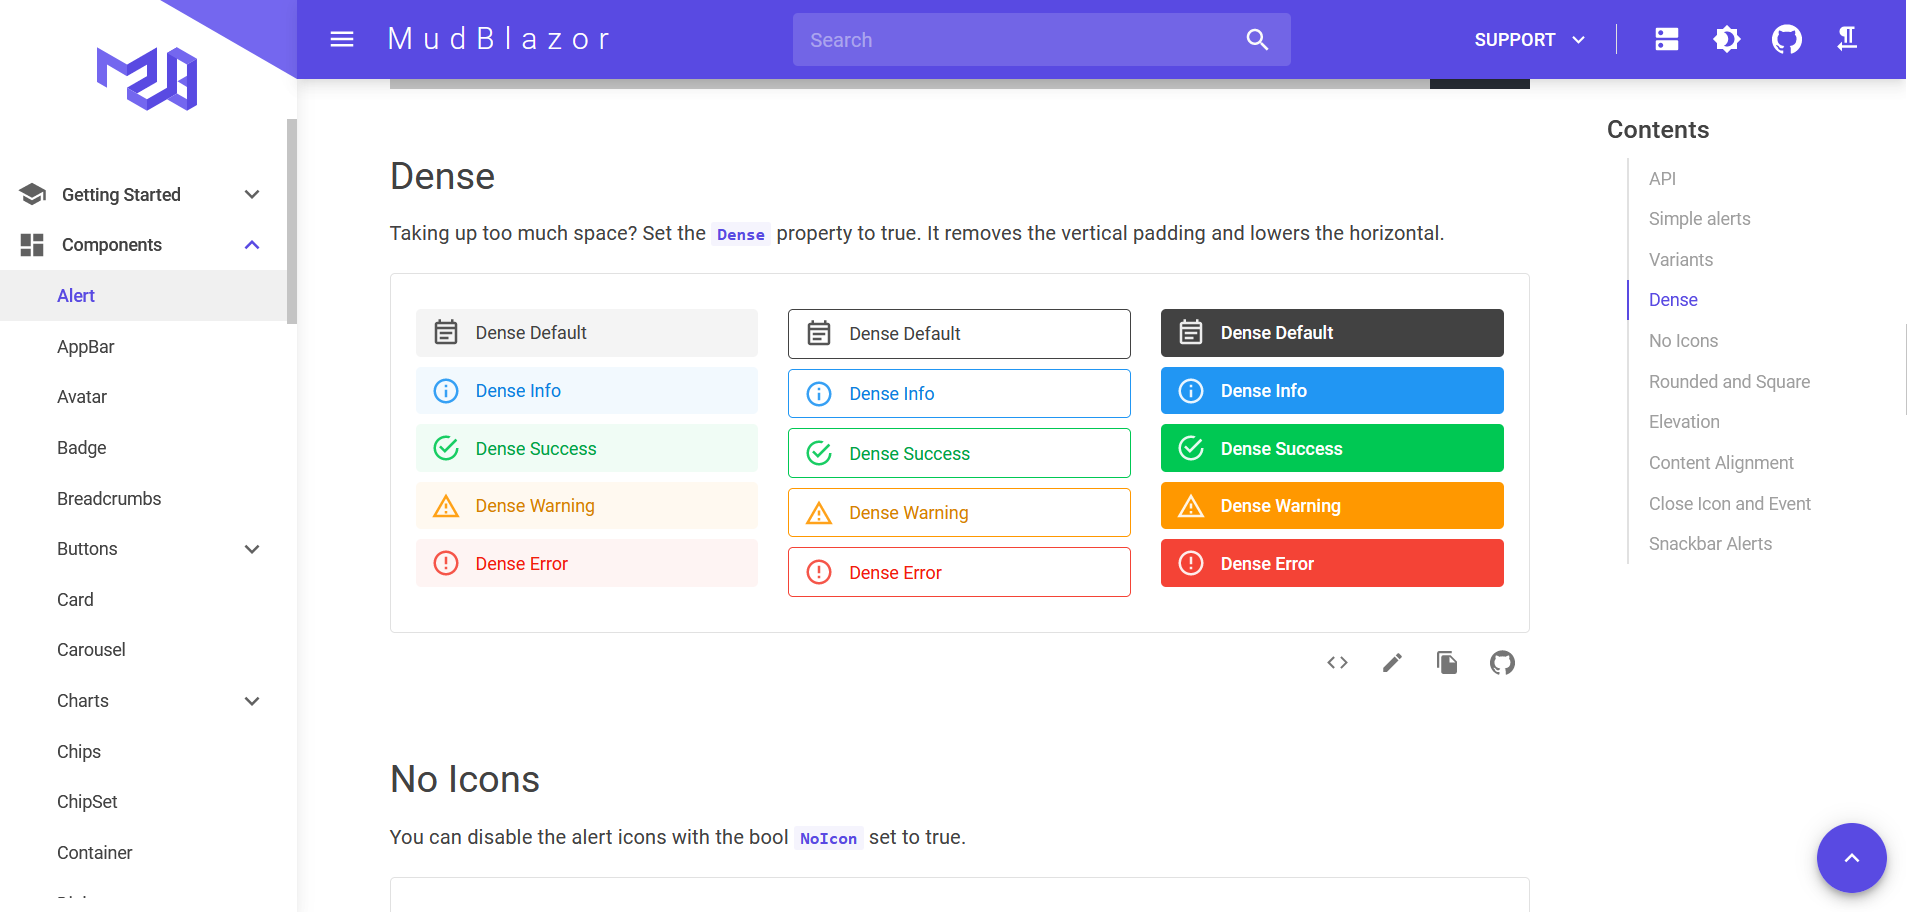 MudBlazor
Search
SUPPORT
Getting Started
Components
Alert
AppBar
Avatar
Badge
Breadcrumbs
Buttons
Card
Carousel
Charts
Chips
ChipSet
Container
Dense
Taking up too much space? Set the Dense property to true. It removes the vertical padding and lowers the horizontal.
Dense Default
Dense Info
Dense Success
Dense Warning
Dense Error
Dense Default
Dense Info
Dense Success
Dense Warning
Dense Error
Dense Default
Dense Info
Dense Success
Dense Warning
Dense Error
No Icons
You can disable the alert icons with the bool NoIcon set to true.
Contents
API
Simple alerts
Variants
Dense
No Icons
Rounded and Square
Elevation
Content Alignment
Close Icon and Event
Snackbar Alerts